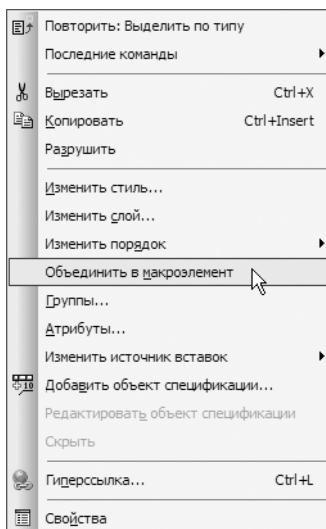 Повторить: Выделить по типу
Последние команды
Вырезать Ctrl+X
Копировать Ctrl+Insert
Разрушить
Изменить стиль...
Изменить слой...
Изменить порядок
Объединить в макроэлемент
Группы...
Атрибуты...
Изменить источник вставок
Добавить объект спецификации...
Редактировать объект спецификации
Скрыть
Гиперссылка... Ctrl+L
Свойства